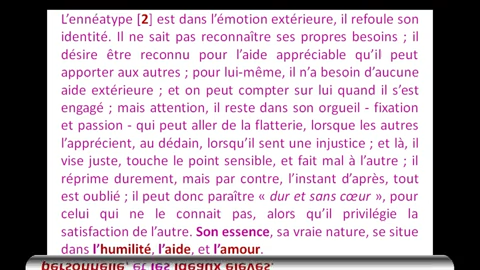 L'ennéatype [2] est dans l'émotion extérieure, il refoule son
identité. Il ne sait pas reconnaître ses propres besoins ; il
désire être reconnu pour l'aide appréciable qu'il peut
apporter aux autres ; pour lui-même, il n'a besoin d'aucune
aide extérieure ; et on peut compter sur lui quand il s'est
engagé ; mais attention, il reste dans son orgueil - fixation
et passion - qui peut aller de la flatterie, lorsque les autres
l'apprécient, au dédain, lorsqu'il sent une injustice ; et là, il
vise juste, touche le point sensible, et fait mal à l'autre ; il
réprime durement, mais par contre, l'instant d'après, tout
est oublié ; il peut donc paraître « dur et sans cœur », pour
celui qui ne le connait pas, alors qu'il privilégie la
satisfaction de l'autre. Son essence, sa vraie nature, se situe
dans l'humilité, l'aide, et l'amour.
personnelle, et les idéaux élevés.